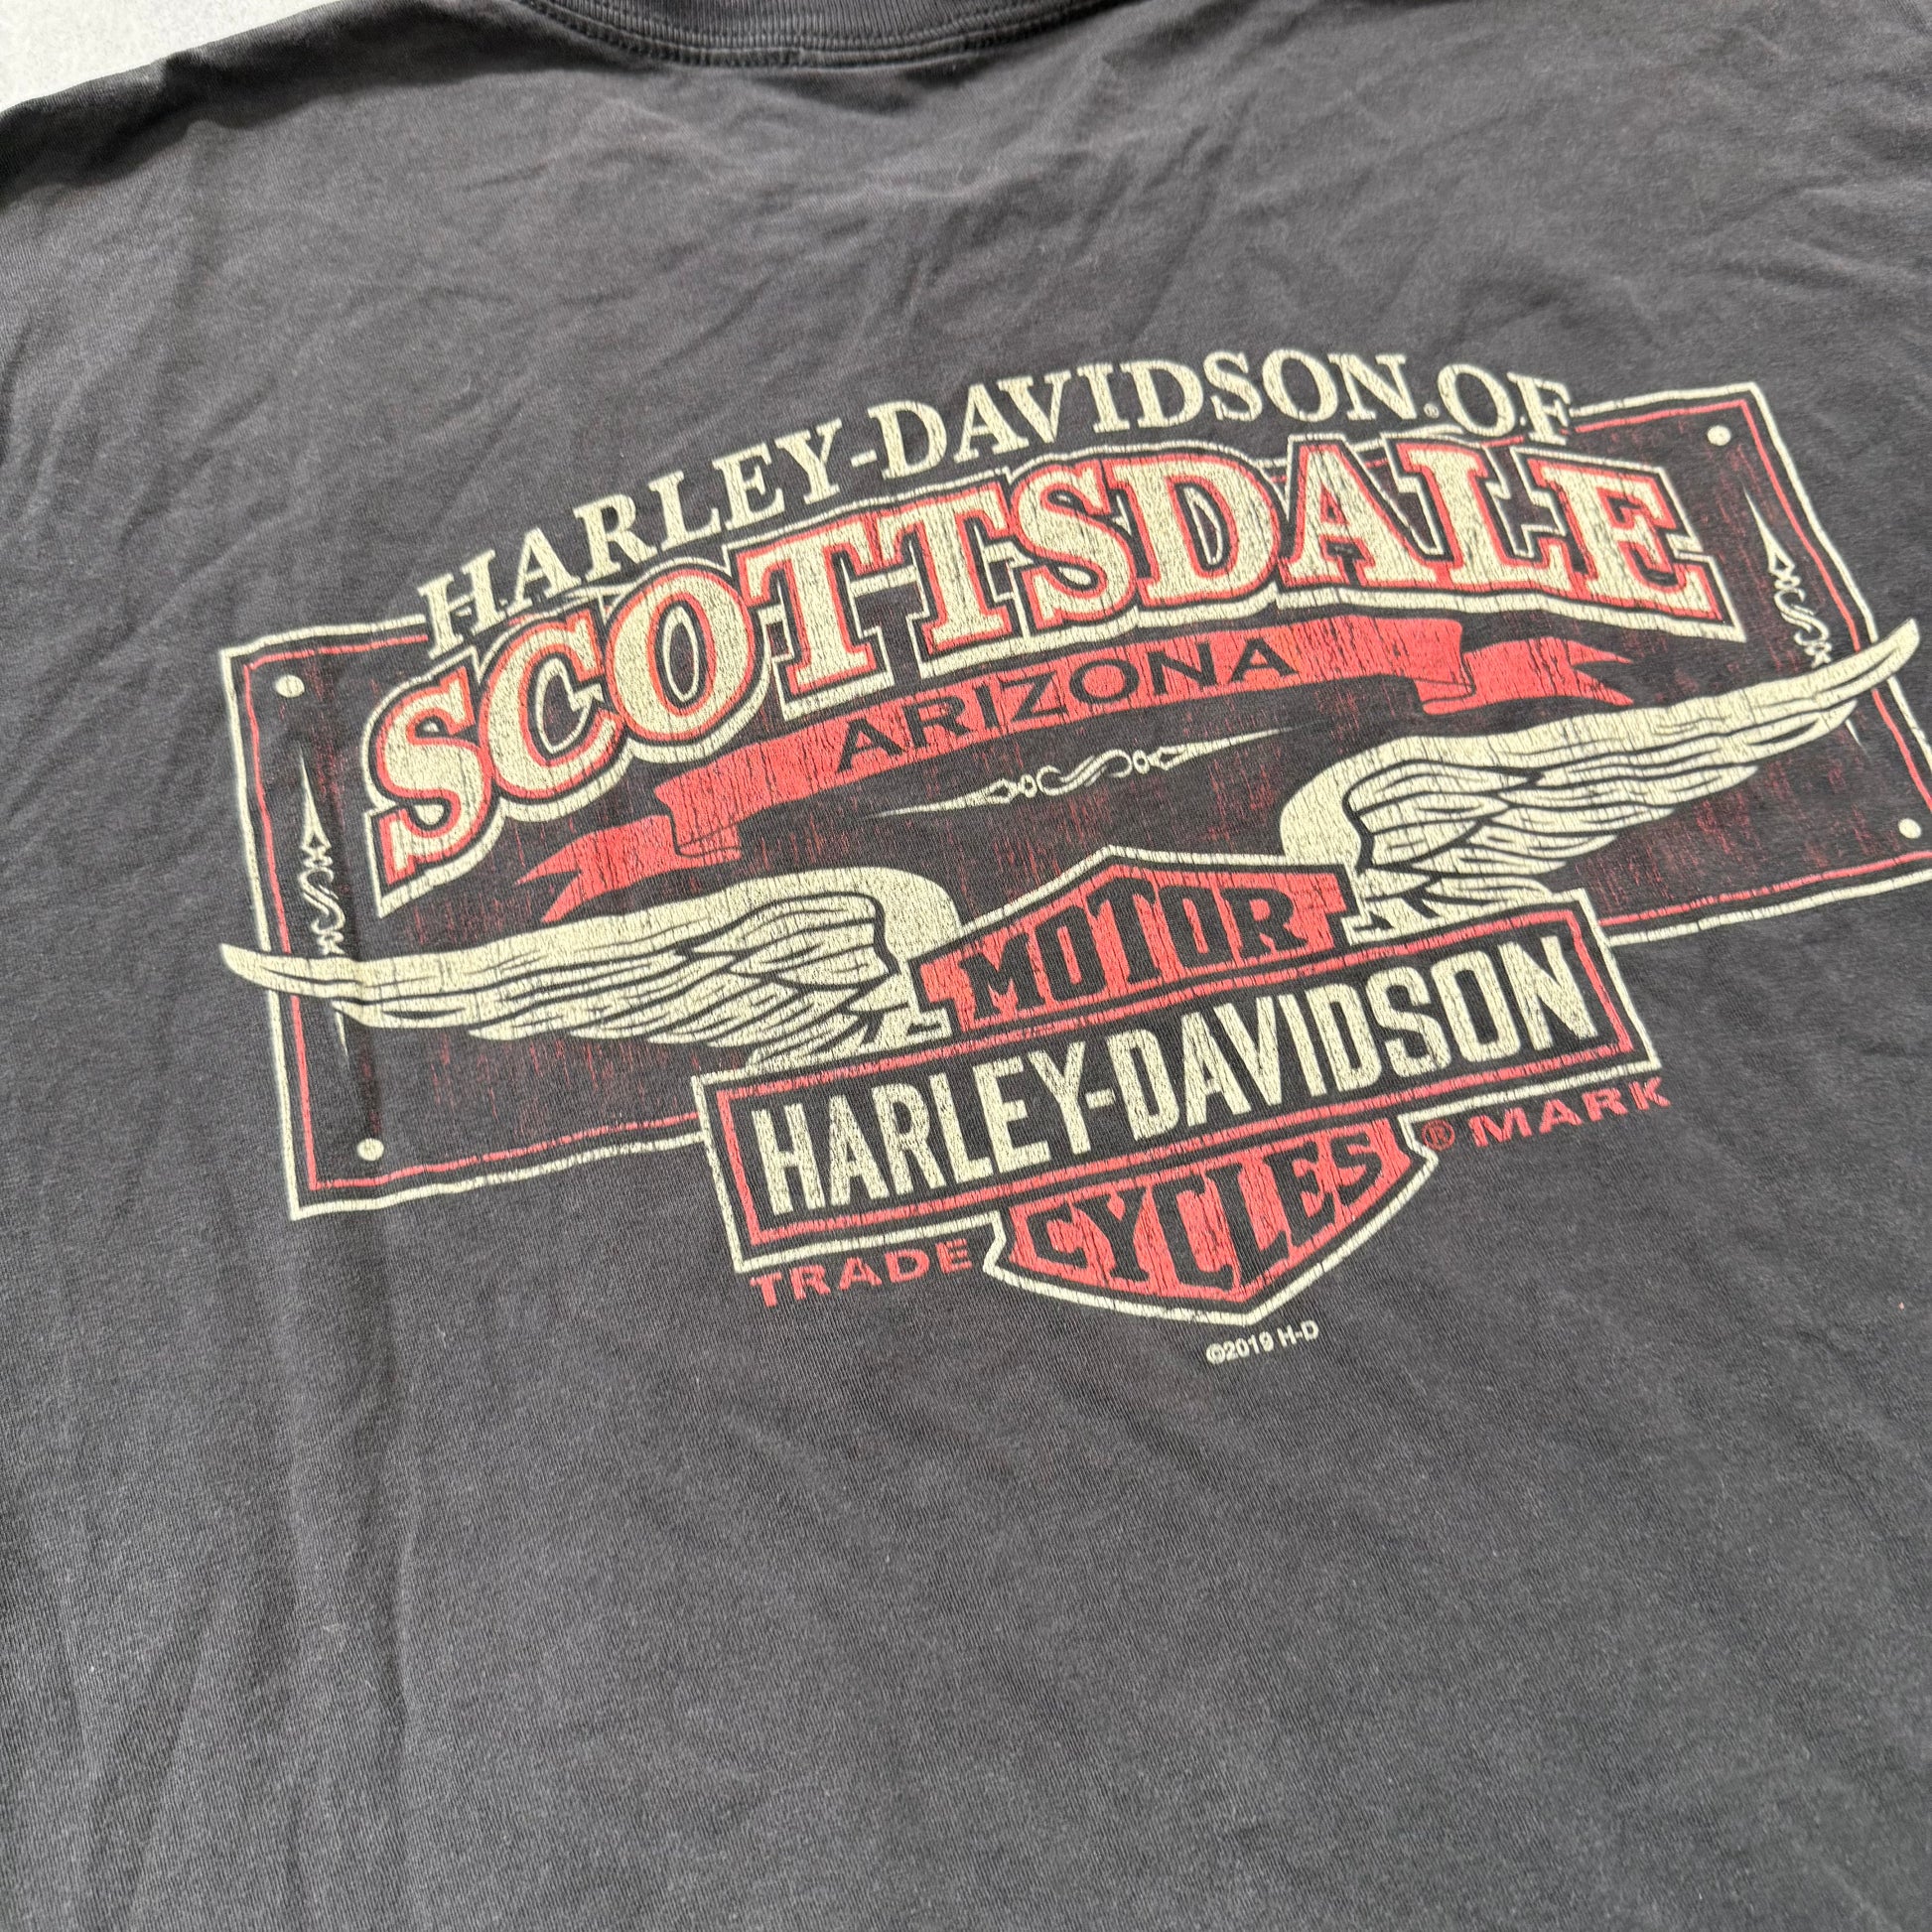 HARLEY-DAVIDSON® OF
SCOTTSDALE
ARIZONA
MOTOR
HARLEY-DAVIDSON
CYCLES
TRADE ® MARK
©2019 H-D